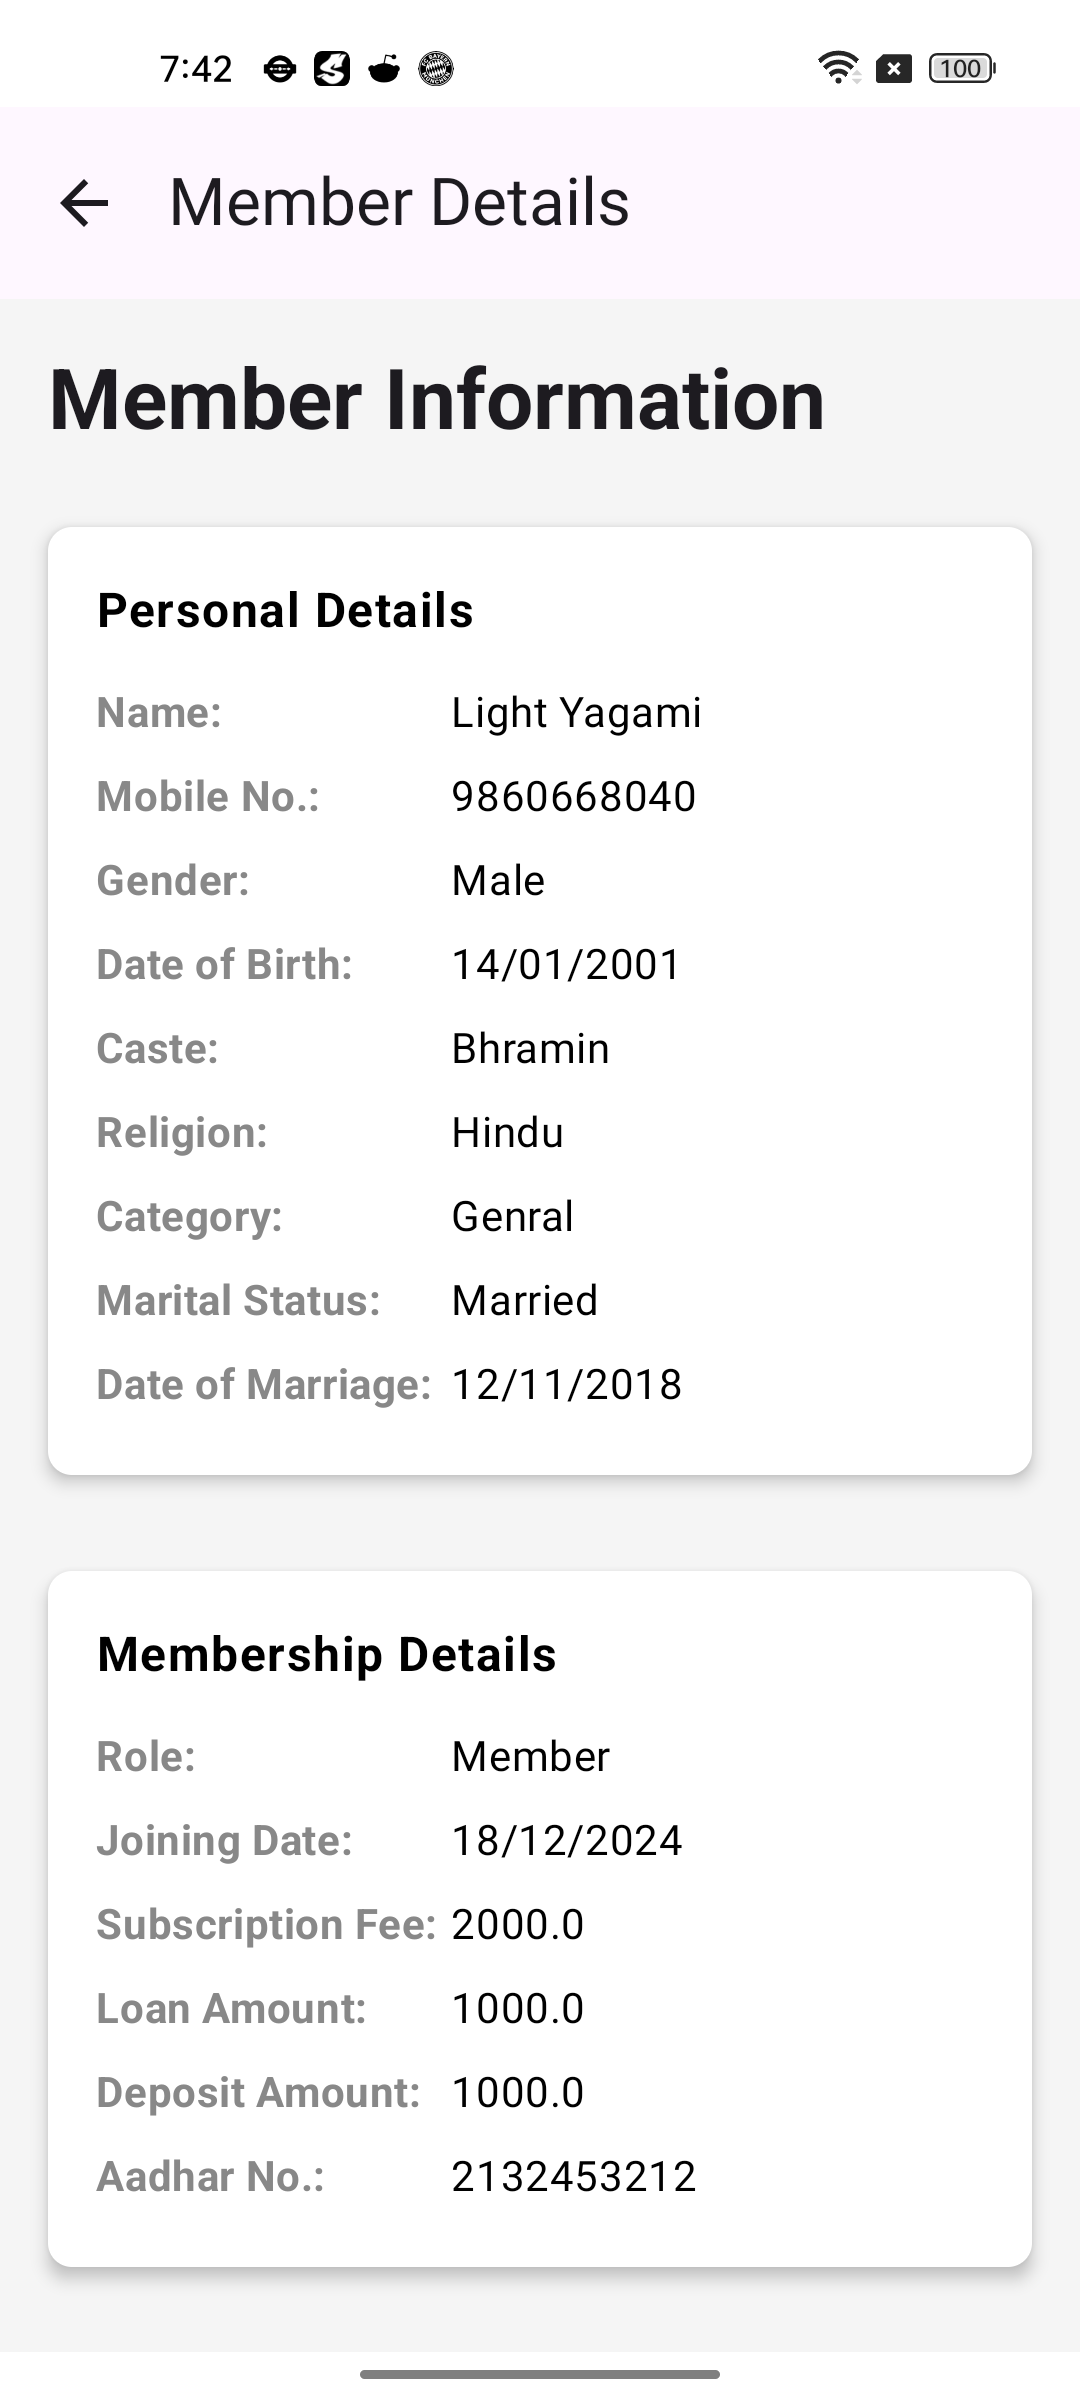 7:42 100
Member Details
Member Information
Personal Details
Name: Light Yagami
Mobile No.: 9860668040
Gender: Male
Date of Birth: 14/01/2001
Caste: Bhramin
Religion: Hindu
Category: Genral
Marital Status: Married
Date of Marriage: 12/11/2018
Membership Details
Role: Member
Joining Date: 18/12/2024
Subscription Fee: 2000.0
Loan Amount: 1000.0
Deposit Amount: 1000.0
Aadhar No.: 2132453212